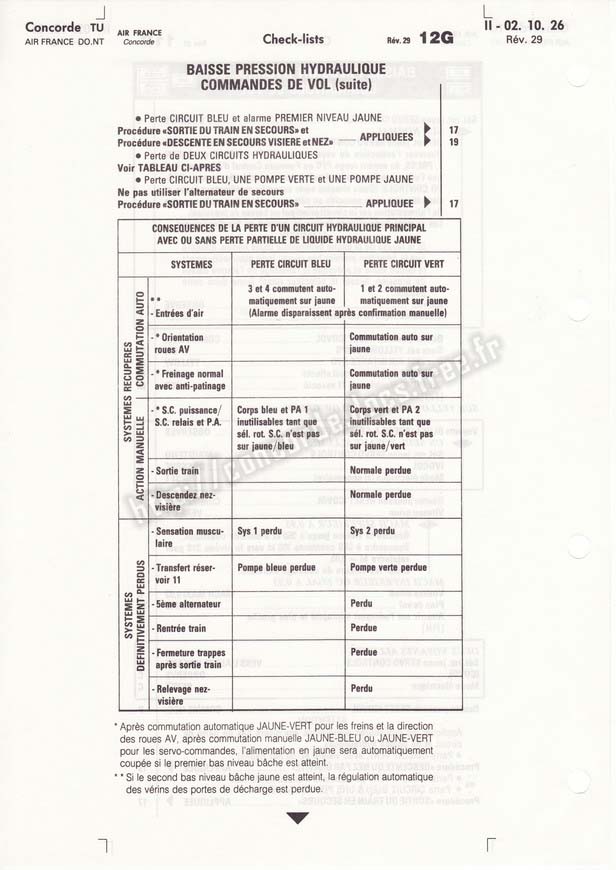 Concorde TU
AIR FRANCE DO.NT
AIR FRANCE
Concorde
Check-lists
Rév. 29 12G
II - 02. 10. 26
Rév. 29
BAISSE PRESSION HYDRAULIQUE
COMMANDES DE VOL (suite)
● Perte CIRCUIT BLEU et alarme PREMIER NIVEAU JAUNE
Procédure «SORTIE DU TRAIN EN SECOURS» et
Procédure «DESCENTE EN SECOURS VISIERE et NEZ» APPLIQUEES 17 19
● Perte de DEUX CIRCUITS HYDRAULIQUES
Voir TABLEAU CI-APRES
● Perte CIRCUIT BLEU, UNE POMPE VERTE et UNE POMPE JAUNE
Ne pas utiliser l'alternateur de secours
Procédure «SORTIE DU TRAIN EN SECOURS» APPLIQUEE 17
CONSEQUENCES DE LA PERTE D'UN CIRCUIT HYDRAULIQUE PRINCIPAL
AVEC OU SANS PERTE PARTIELLE DE LIQUIDE HYDRAULIQUE JAUNE
SYSTEMES PERTE CIRCUIT BLEU PERTE CIRCUIT VERT
SYSTEMES RECUPERES
COMMUTATION AUTO
3 et 4 commutent auto- 1 et 2 commutent auto-
** matiquement sur jaune matiquement sur jaune
- Entrées d'air (Alarme disparaissent après confirmation manuelle)
- * Orientation Commutation auto sur
roues AV jaune
- * Freinage normal Commutation auto sur
avec anti-patinage jaune
ACTION MANUELLE
- * S.C. puissance/ Corps bleu et PA 1 Corps vert et PA 2
S.C. relais et P.A. inutilisables tant que inutilisables tant que
sél. rot. S.C. n'est pas sél. rot. S.C. n'est pas
sur jaune/bleu sur jaune/vert
- Sortie train Normale perdue
- Descendez nez- Normale perdue
visière
SYSTEMES
DEFINITIVEMENT PERDUS
- Sensation muscu- Sys 1 perdu Sys 2 perdu
laire
- Transfert réser- Pompe bleue perdue Pompe verte perdue
voir 11
- 5ème alternateur Perdu
- Rentrée train Perdue
- Fermeture trappes Perdue
après sortie train
- Relevage nez- Perdu
visière
* Après commutation automatique JAUNE-VERT pour les freins et la direction
des roues AV, après commutation manuelle JAUNE-BLEU ou JAUNE-VERT
pour les servo-commandes, l'alimentation en jaune sera automatiquement
coupée si le premier bas niveau bâche est atteint.
** Si le second bas niveau bâche jaune est atteint, la régulation automatique
des vérins des portes de décharge est perdue.